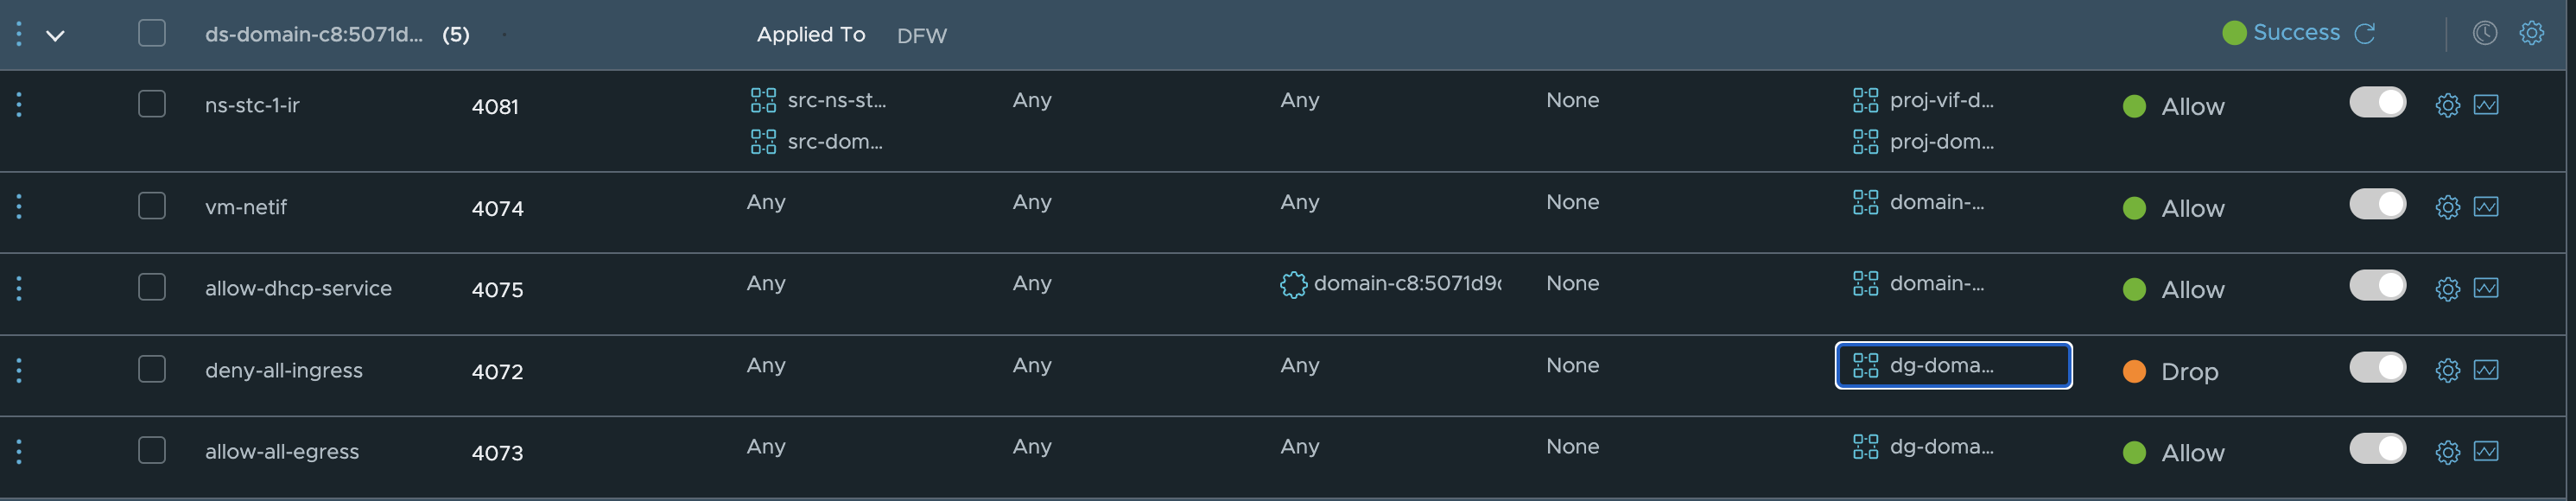 ds-domain-c8:5071d... (5) Applied To DFW Success
ns-stc-1-ir 4081 src-ns-st... Any Any None proj-vif-d... Allow
src-dom... proj-dom...
vm-netif 4074 Any Any Any None domain-... Allow
allow-dhcp-service 4075 Any Any domain-c8:5071d9c None domain-... Allow
deny-all-ingress 4072 Any Any Any None dg-doma... Drop
allow-all-egress 4073 Any Any Any None dg-doma... Allow